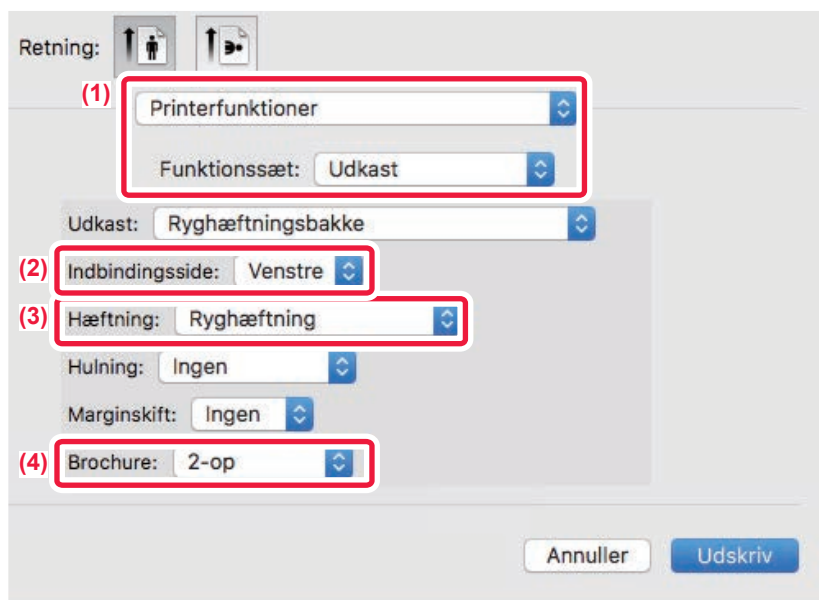 Retning:
(1)
Printerfunktioner
Funktionssæt: Udkast
Udkast: Ryghæftningsbakke
(2) Indbindingsside: Venstre
(3) Hæftning: Ryghæftning
Hulning: Ingen
Marginskift: Ingen
(4) Brochure: 2-op
Annuller Udskriv